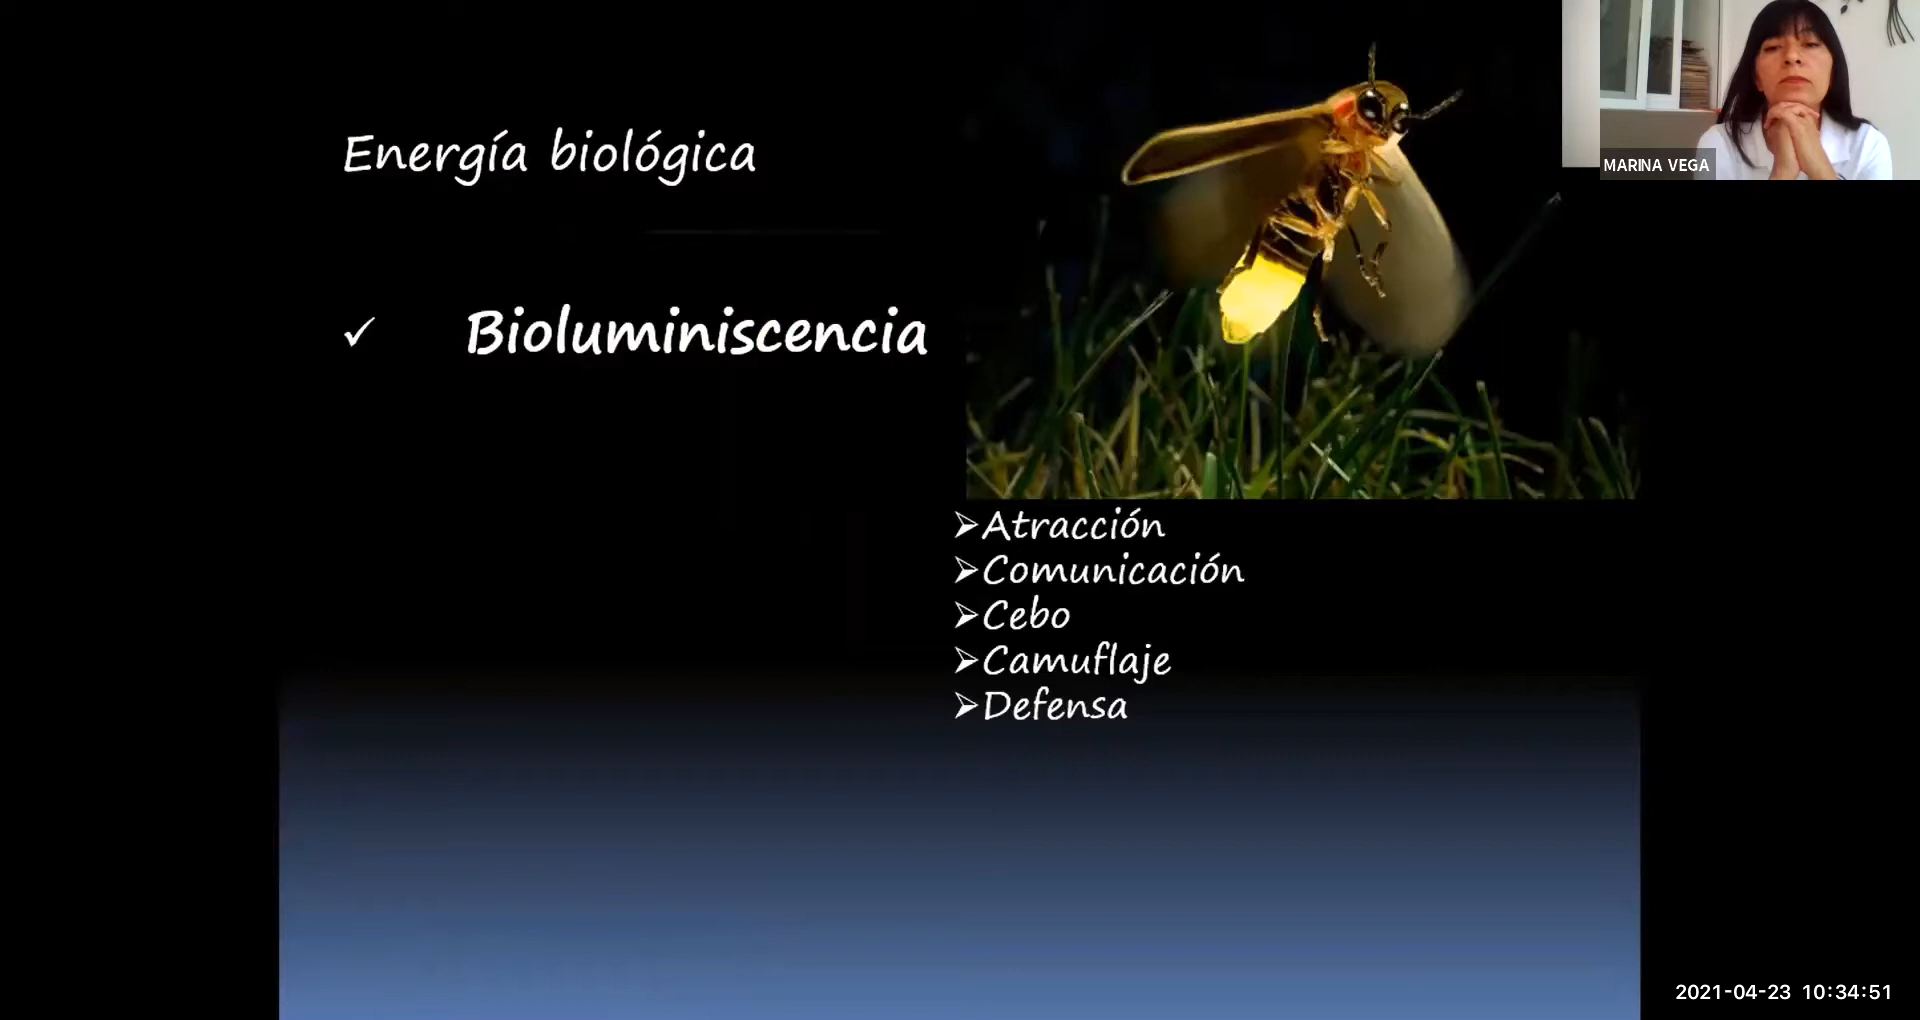 Energía biológica
✓ Bioluminiscencia
➢Atracción
➢Comunicación
➢Cebo
➢Camuflaje
➢Defensa
MARINA VEGA
2021-04-23 10:34:51